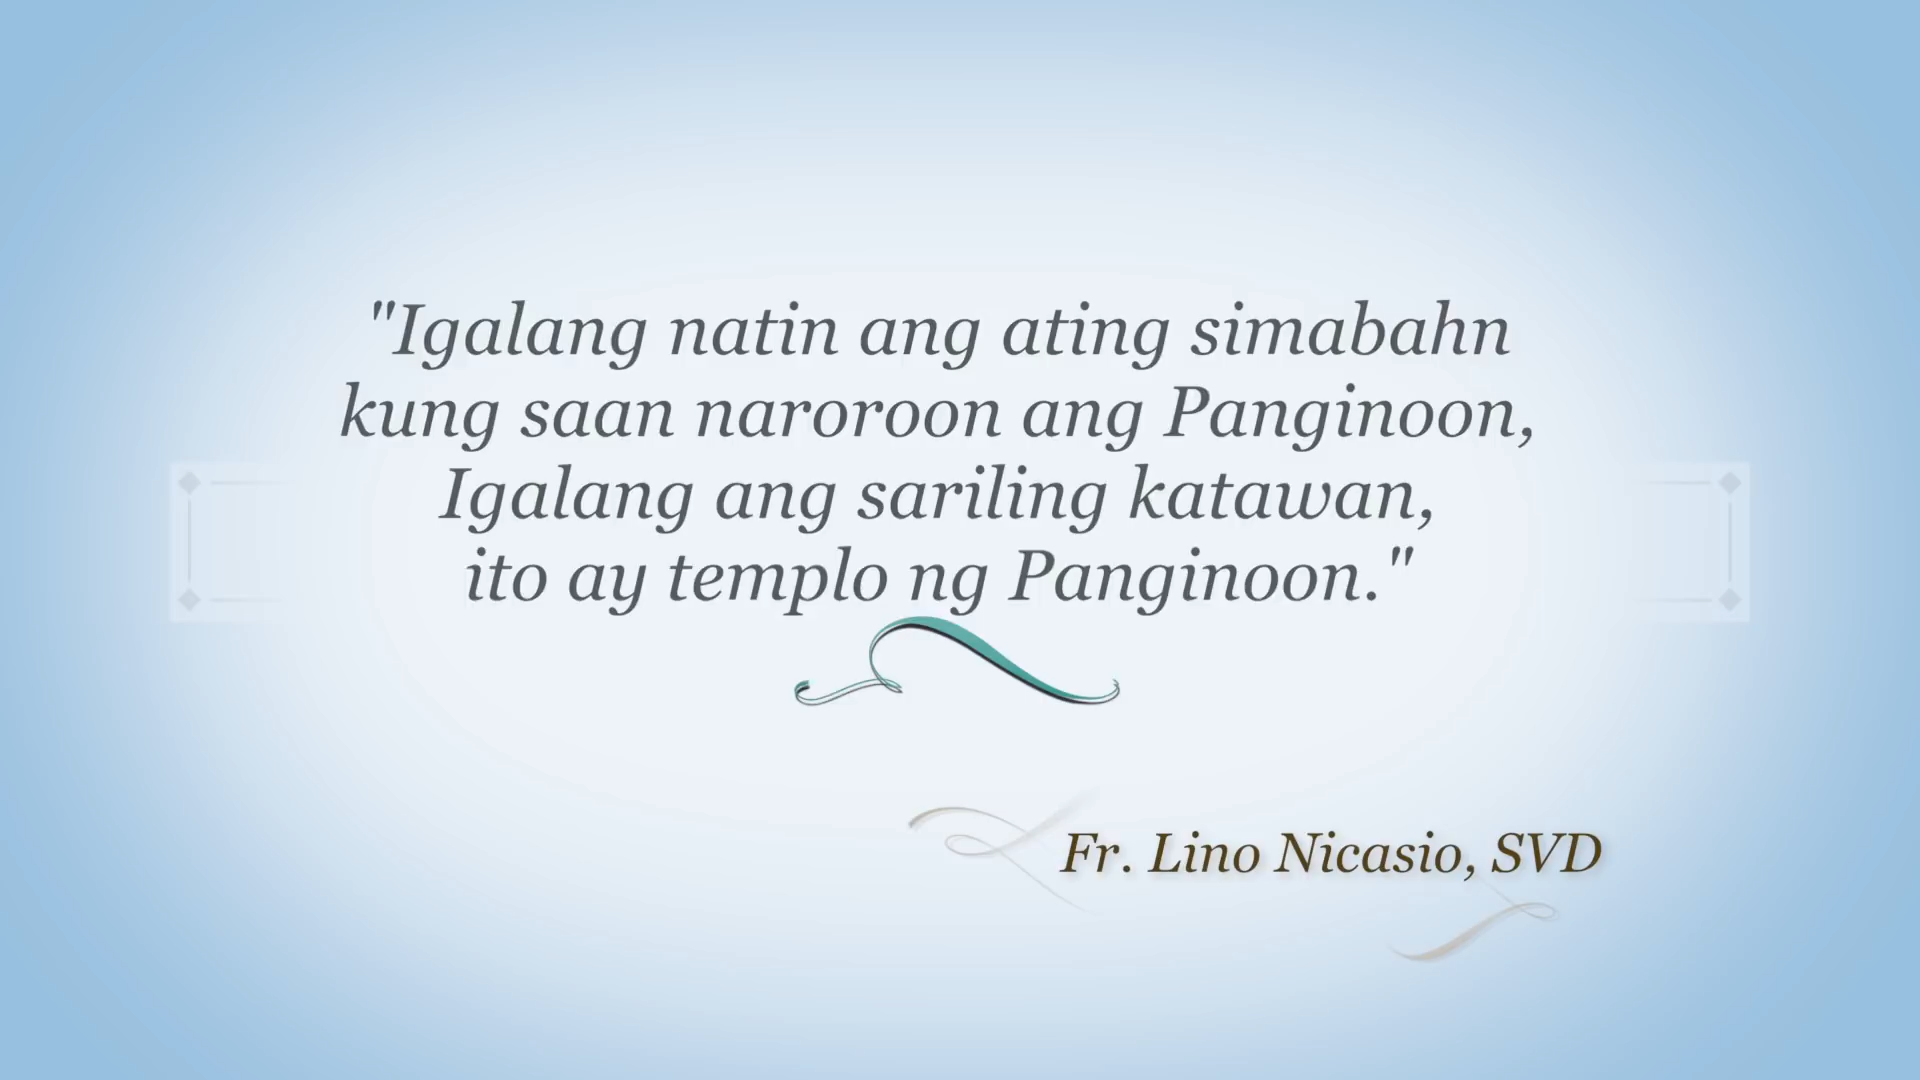 "Igalang natin ang ating simabahn
kung saan naroroon ang Panginoon,
Igalang ang sariling katawan,
ito ay templo ng Panginoon."
Fr. Lino Nicasio, SVD